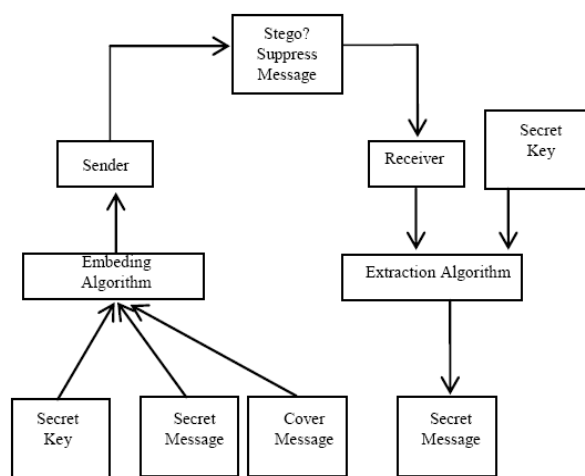 Stego?
Suppress
Message
Sender
Receiver
Secret
Key
Embeding
Algorithm
Extraction Algorithm
Secret
Key
Secret
Message
Cover
Message
Secret
Message